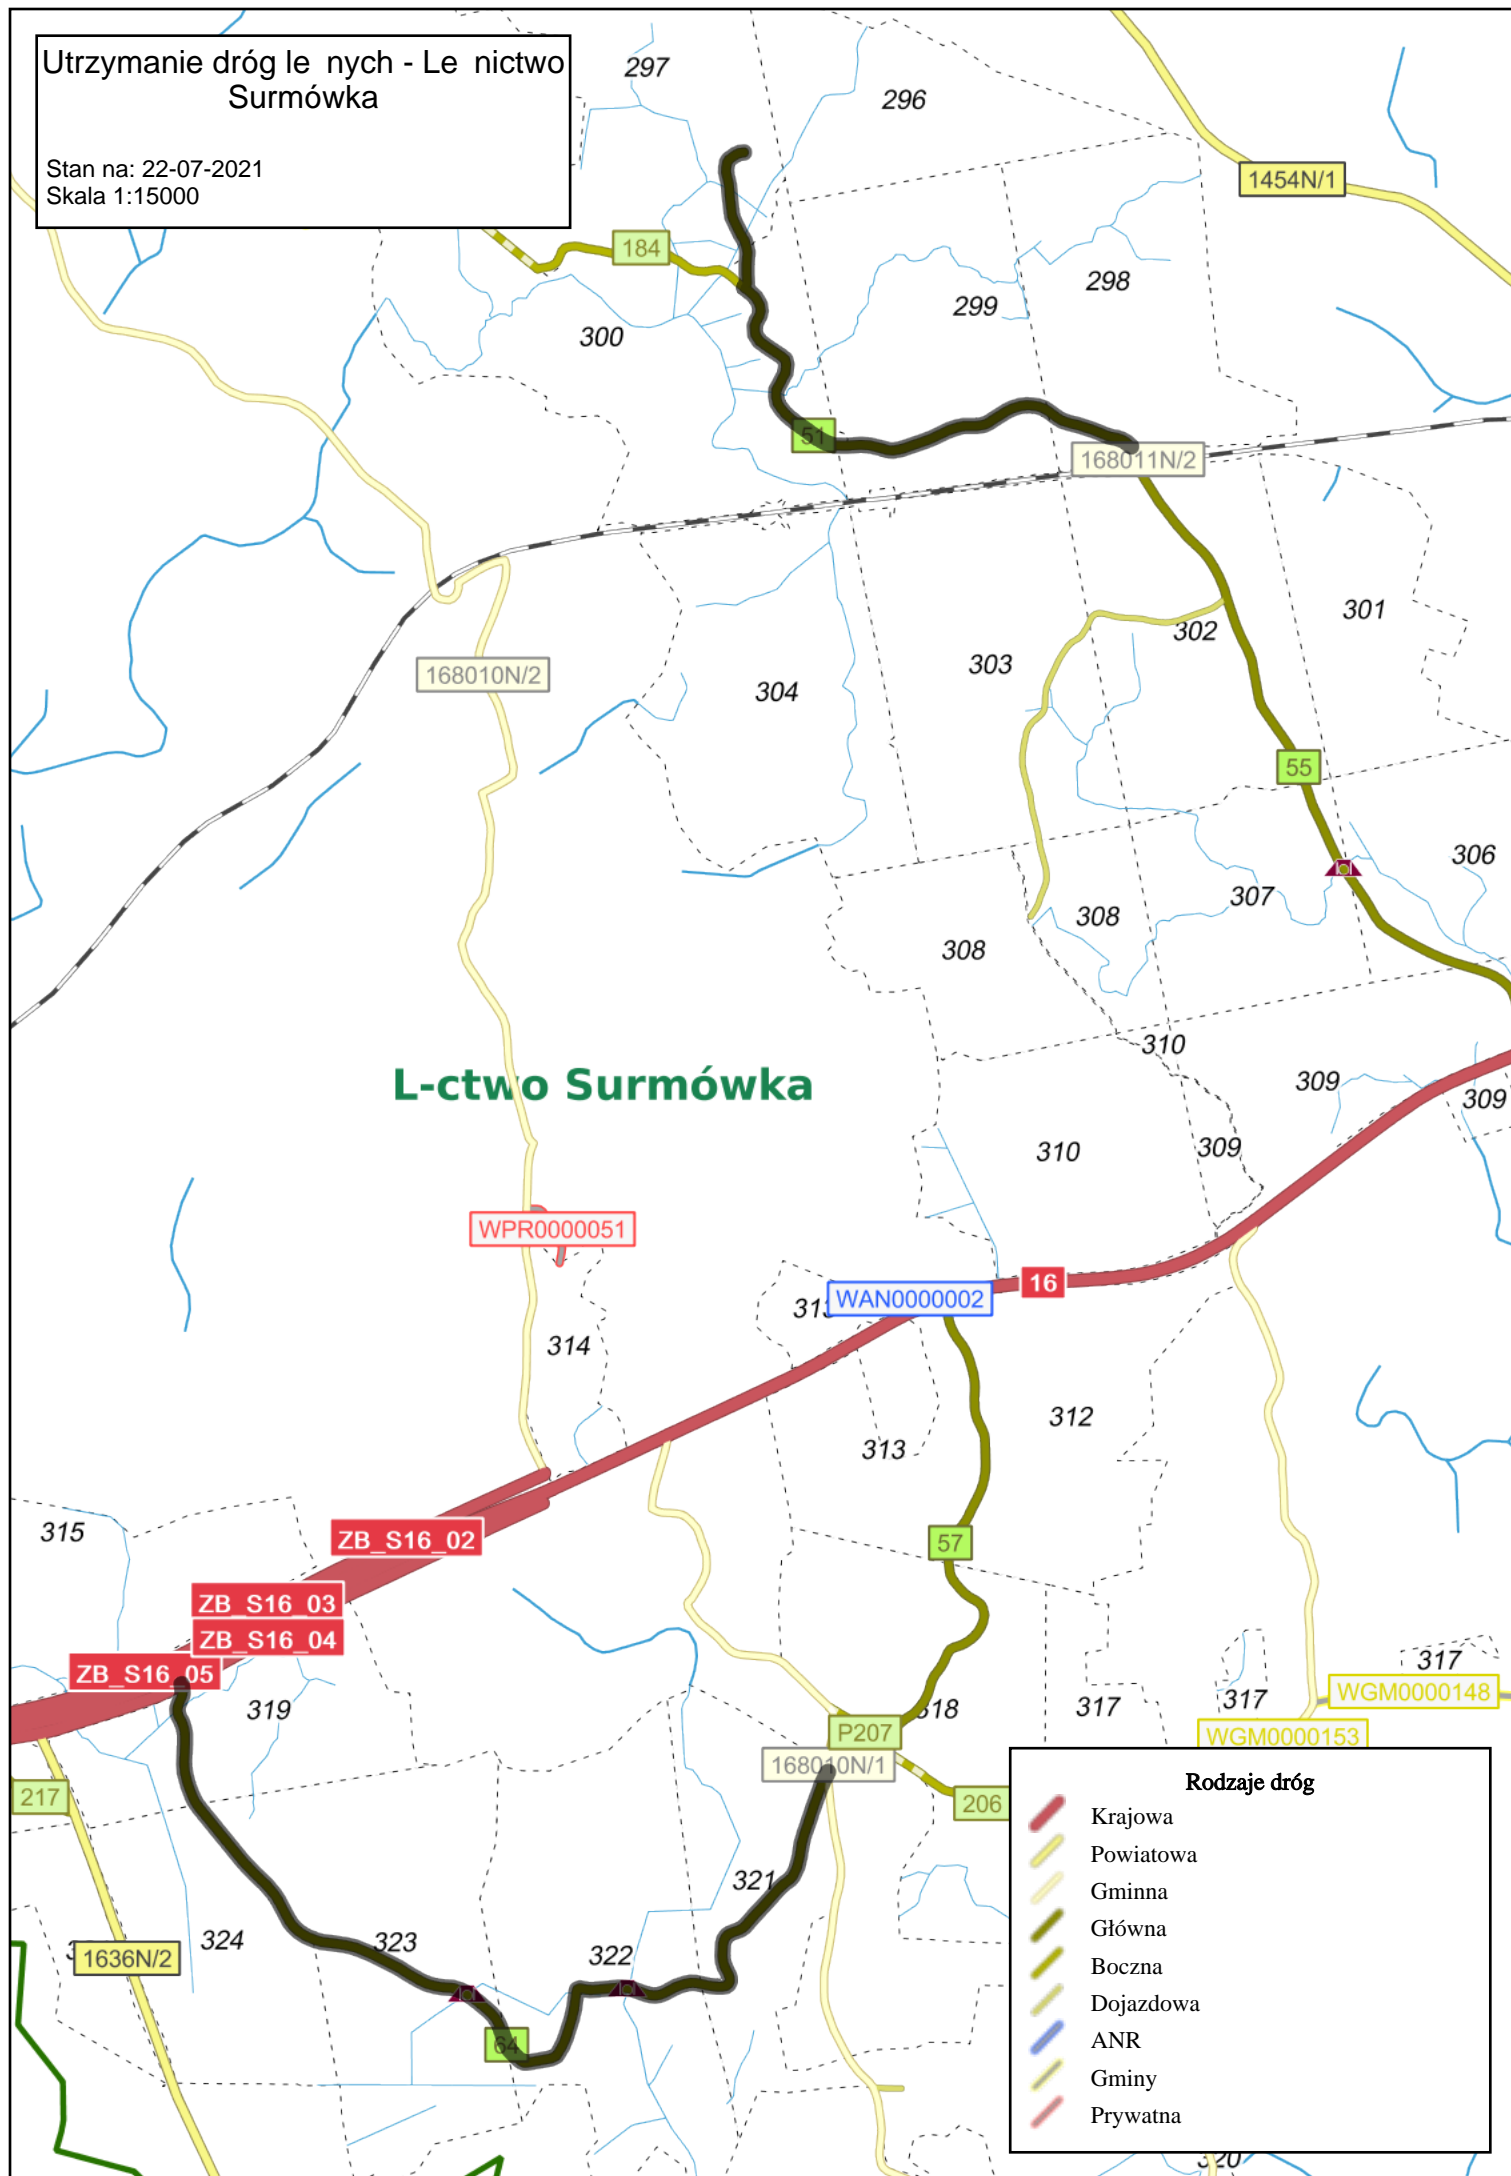 Utrzymanie dróg le nych - Le nictwo
Surmówka
Stan na: 22-07-2021
Skala 1:15000
297
296
1454N/1
184
298
299
300
51
168011N/2
301
302
303
168010N/2
304
55
306
307
308
308
310
L-ctwo Surmówka
309
309
310
309
WPR0000051
16
WAN0000002
313
314
312
313
315
ZB_S16_02
57
ZB_S16_03
ZB_S16_04
ZB_S16_05
317
319
317
317
318
WGM0000148
P207
WGM0000153
168010N/1
217
206
321
324
323
322
1636N/2
64
Rodzaje dróg
Krajowa
Powiatowa
Gminna
Główna
Boczna
Dojazdowa
ANR
Gminy
Prywatna
320